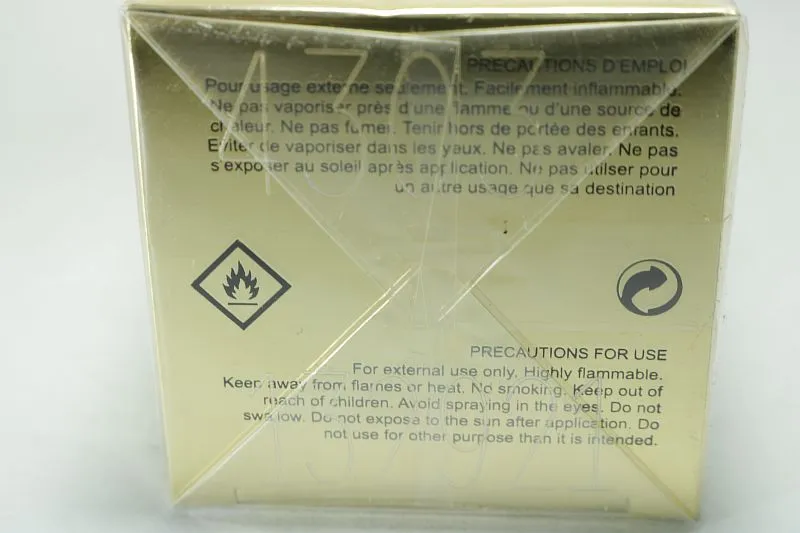 PRECAUTIONS D'EMPLOI
Pour usage externe seulement. Facilement inflammable.
Ne pas vaporiser près d'une flamme ou d'une source de
chaleur. Ne pas fumer. Tenir hors de portée des enfants.
Eviter de vaporiser dans les yeux. Ne pas avaler. Ne pas
s'exposer au soleil après application. Ne pas utilser pour
un autre usage que sa destination
PRECAUTIONS FOR USE
For external use only. Highly flammable.
Keep away from flames or heat. No smoking. Keep out of
reach of children. Avoid spraying in the eyes. Do not
swallow. Do not expose to the sun after application. Do
not use for other purpose than it is intended.